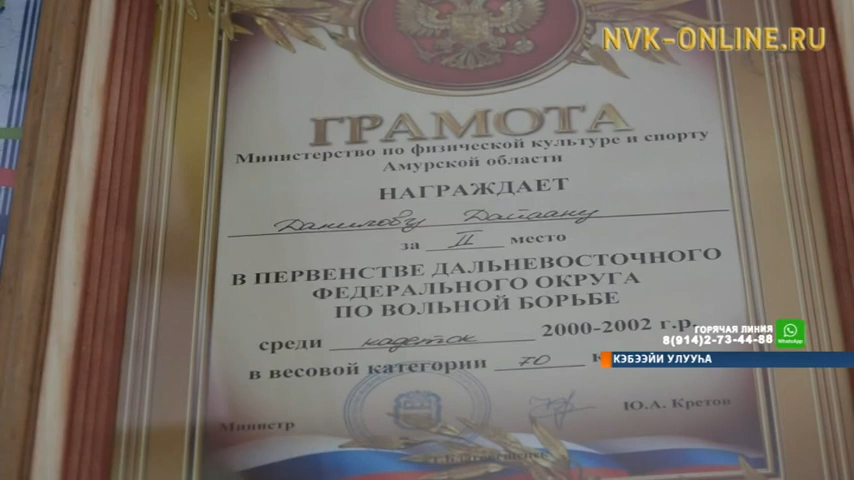 NVK-ONLINE.RU
ГРАМОТА
Министерство по физической культуре и спорту
Амурской области
НАГРАЖДАЕТ
Данилову Дайаану
за II место
В ПЕРВЕНСТВЕ ДАЛЬНЕВОСТОЧНОГО
ФЕДЕРАЛЬНОГО ОКРУГА
ПО ВОЛЬНОЙ БОРЬБЕ
среди кадеток 2000-2002 г.р.
в весовой категории 70
Министр Ю.А. Кретов
г. Благовещенск
ГОРЯЧАЯ ЛИНИЯ
8(914)2-73-44-88
WhatsApp
КЭБЭЭЙИ УЛУУҺА